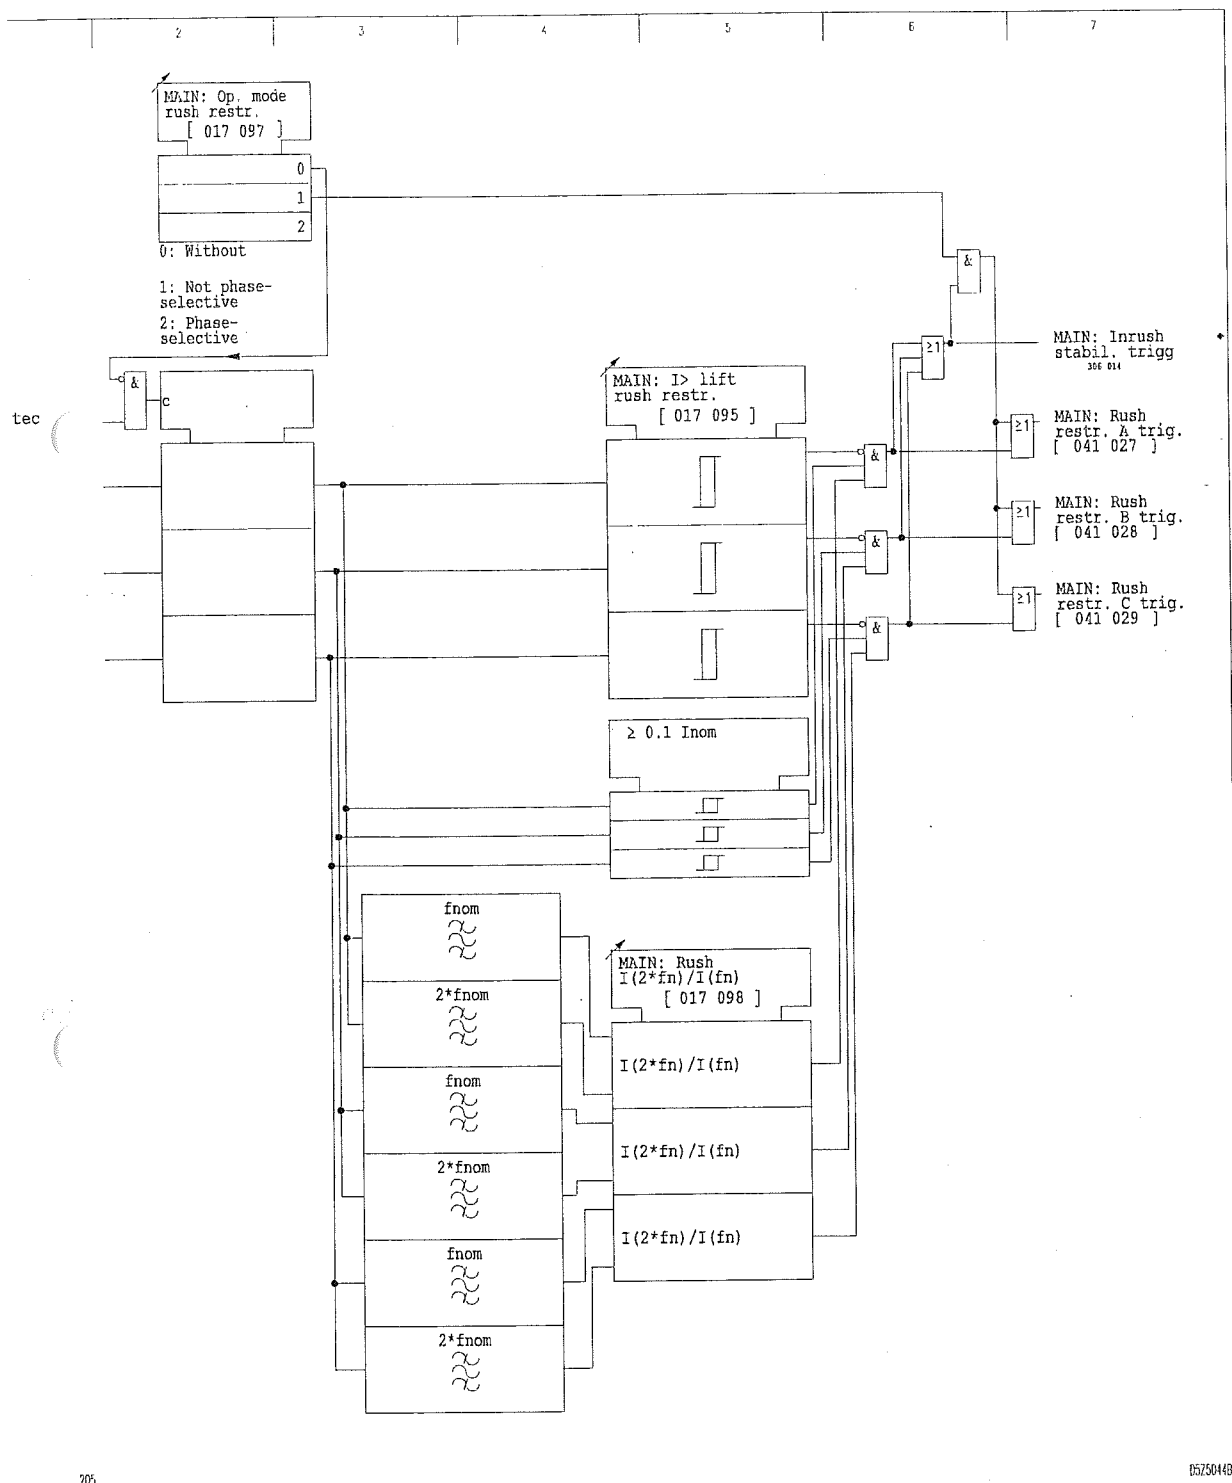 2 3 4 5 6 7
MAIN: Op. mode
rush restr.
[ 017 097 ]
0
1
2
0: Without
1: Not phase-
selective
2: Phase-
selective
&
C
tec
MAIN: I> lift
rush restr.
[ 017 095 ]
&
&
&
&
≥1
MAIN: Inrush
stabil. trigg
306 014
≥1
MAIN: Rush
restr. A trig.
[ 041 027 ]
≥1
MAIN: Rush
restr. B trig.
[ 041 028 ]
≥1
MAIN: Rush
restr. C trig.
[ 041 029 ]
≥ 0.1 Inom
fnom
2*fnom
fnom
2*fnom
fnom
2*fnom
MAIN: Rush
I(2*fn)/I(fn)
[ 017 098 ]
I(2*fn)/I(fn)
I(2*fn)/I(fn)
I(2*fn)/I(fn)
205
D5Z5044B